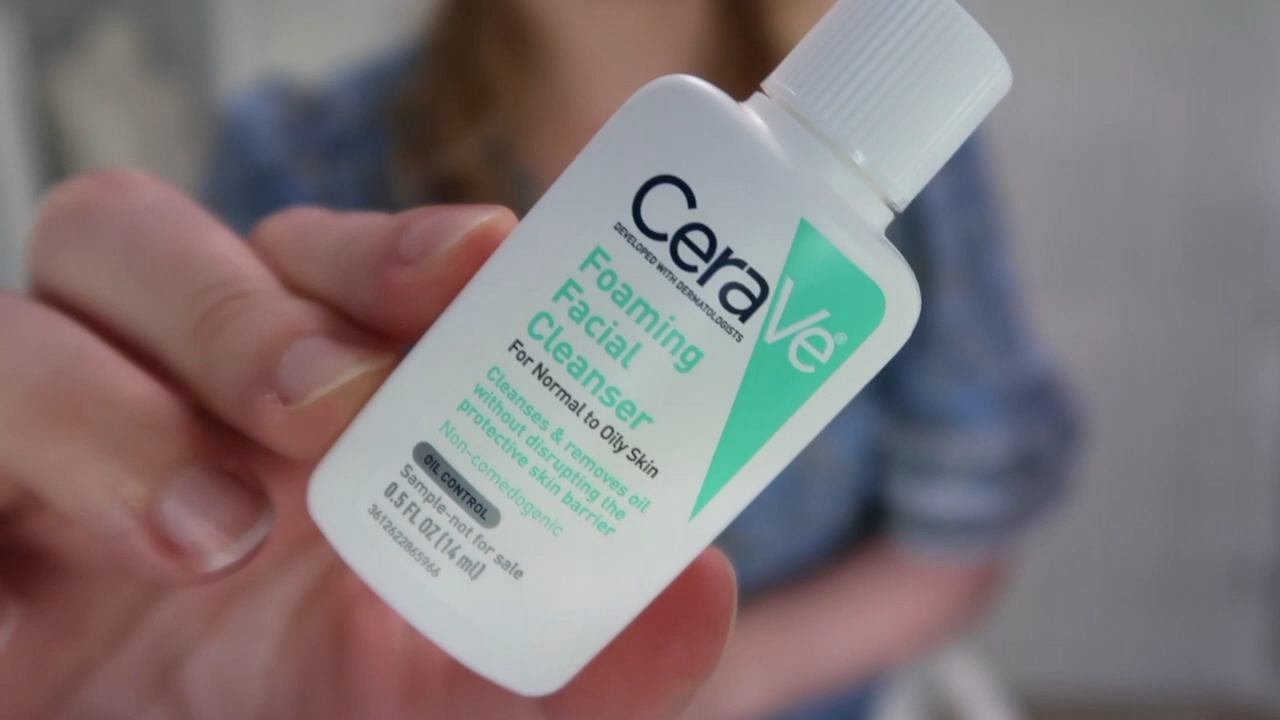 CeraVe®
DEVELOPED WITH DERMATOLOGISTS
Foaming
Facial
Cleanser
For Normal to Oily Skin
Cleanses & removes oil
without disrupting the
protective skin barrier
Non-comedogenic
OIL CONTROL
Sample-not for sale
0.5 FL OZ (14 ml)
3612622865966